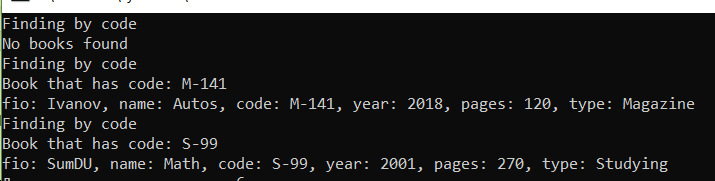 Finding by code
No books found
Finding by code
Book that has code: M-141
fio: Ivanov, name: Autos, code: M-141, year: 2018, pages: 120, type: Magazine
Finding by code
Book that has code: S-99
fio: SumDU, name: Math, code: S-99, year: 2001, pages: 270, type: Studying